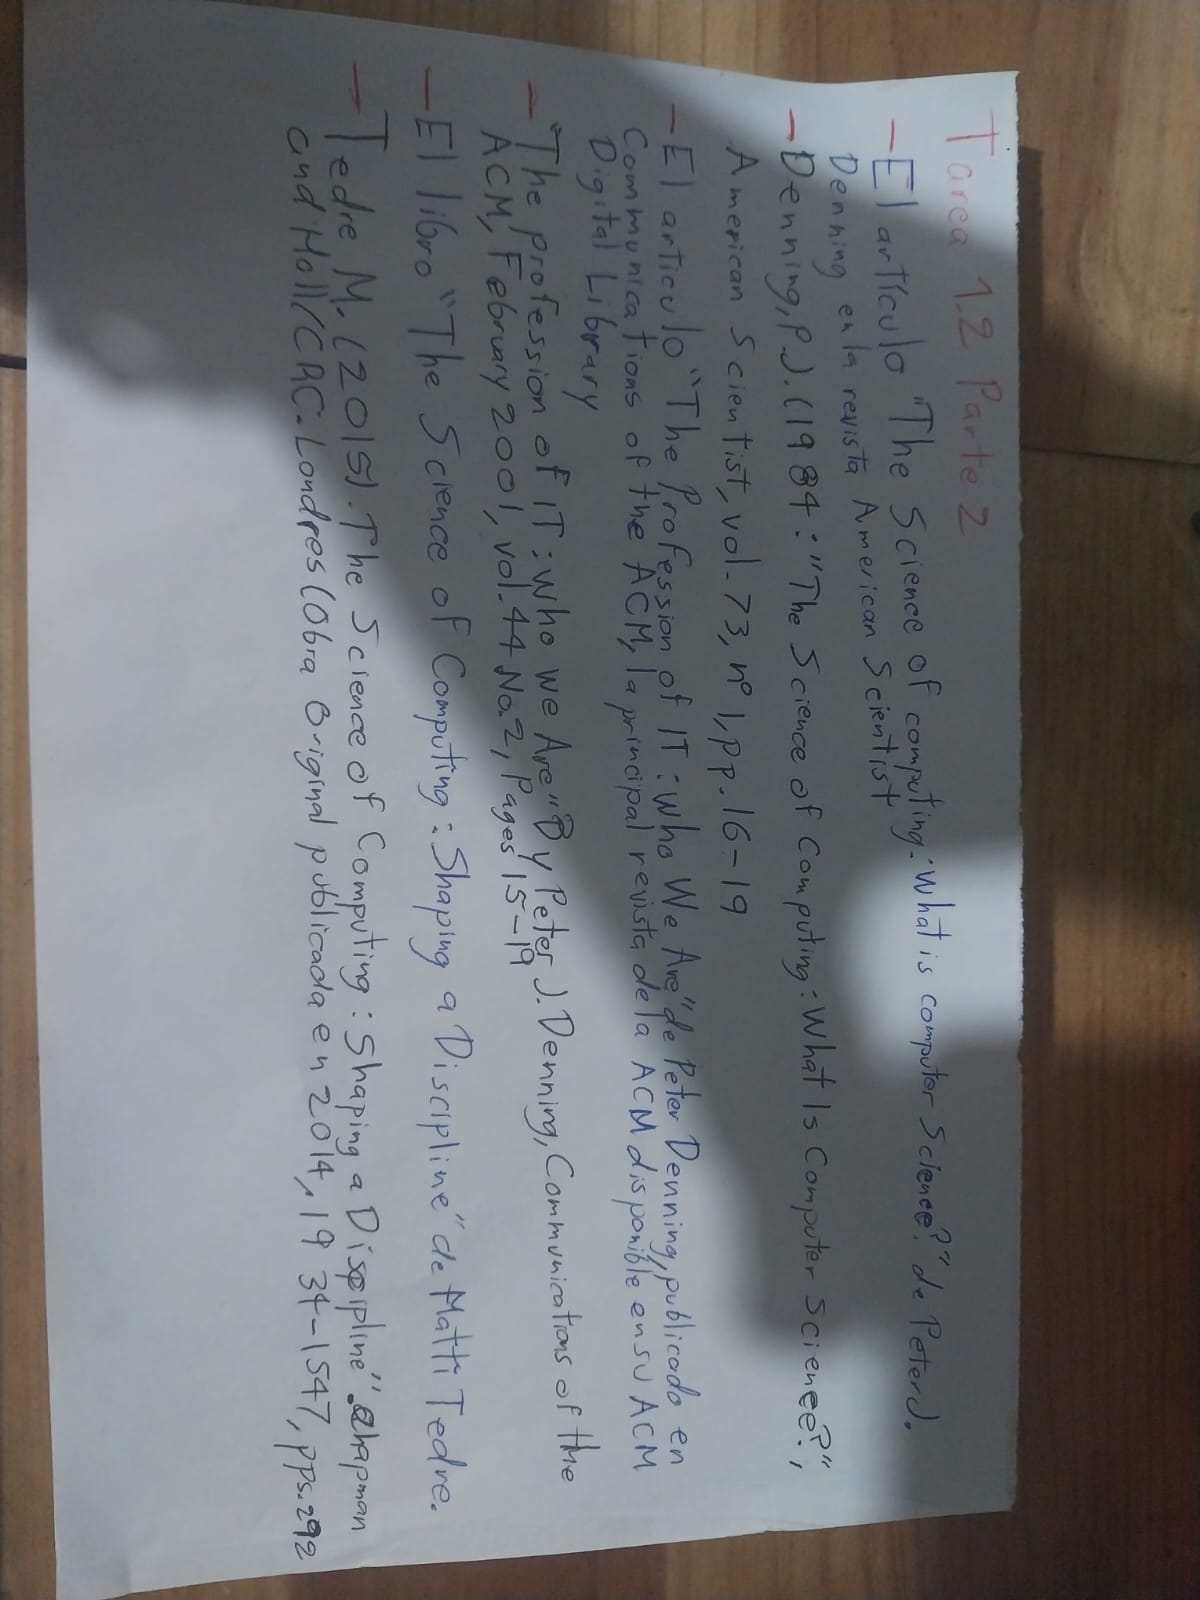 Tarea 1.2 Parte 2
- El artículo "The Science of computing: what is computer Science?" de Peter J.
Denning en la revista American Scientist
- Denning, P.J. (1984: "The Science of Computing: What Is Computer Science?",
American Scientist, vol. 73, nº 1, pp. 16-19
- El articulo "The Profession of IT: who We Are" de Peter Denning, publicado en
Communications of the ACM, la principal revista de la ACM disponible en su ACM
Digital Library
- "The profession of IT: who we Are" By Peter J. Denning, Communications of the
ACM, February 2001, vol. 44 No. 2, Pages 15-19
- El libro "The Science of Computing: Shaping a Discipline" de Matti Tedre.
- Tedre M. (2015). The Science of Computing: Shaping a Discipline". Chapman
and Hall/CRC: Londres (Obra Original publicada en 2014, 19 34-1547, pps. 292